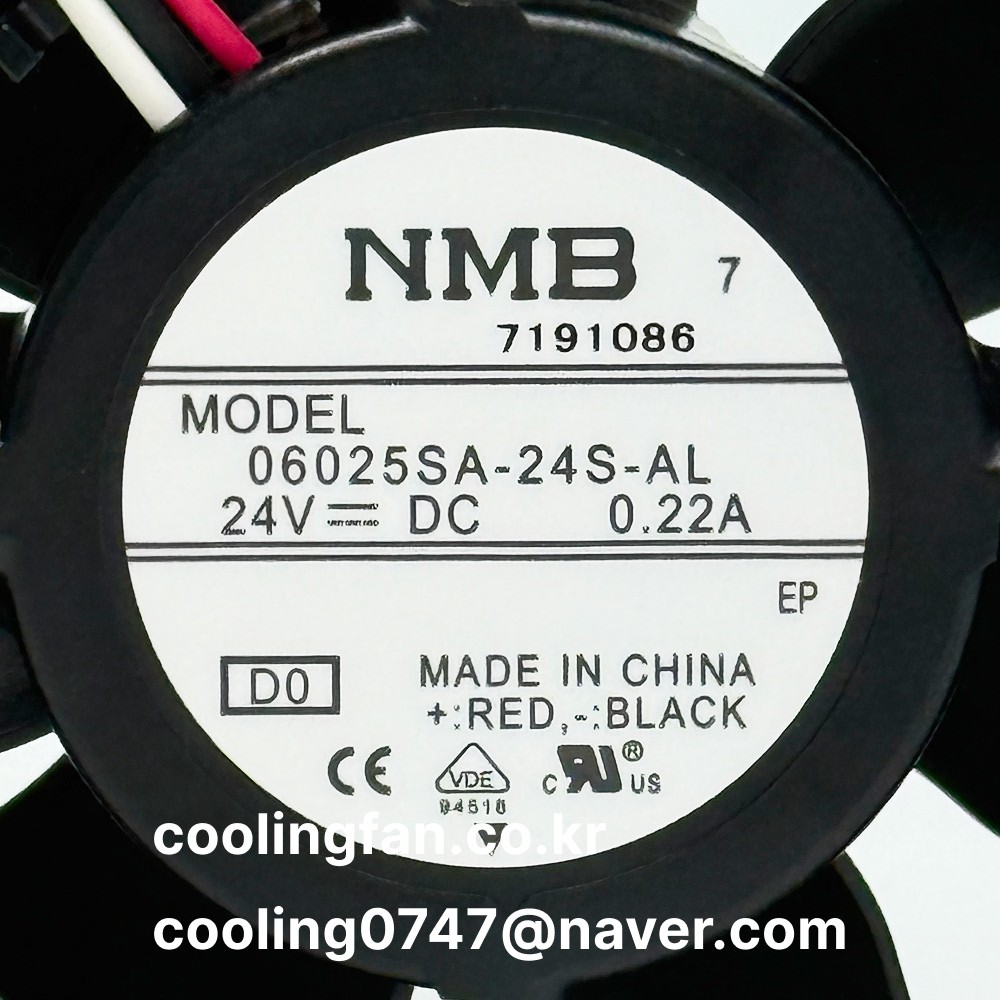 NMB 7
7191086
MODEL
06025SA-24S-AL
24V DC 0.22A
EP
D0 MADE IN CHINA
+:RED,-:BLACK
CE VDE c RU ® US
coolingfan.co.kr
cooling0747@naver.com